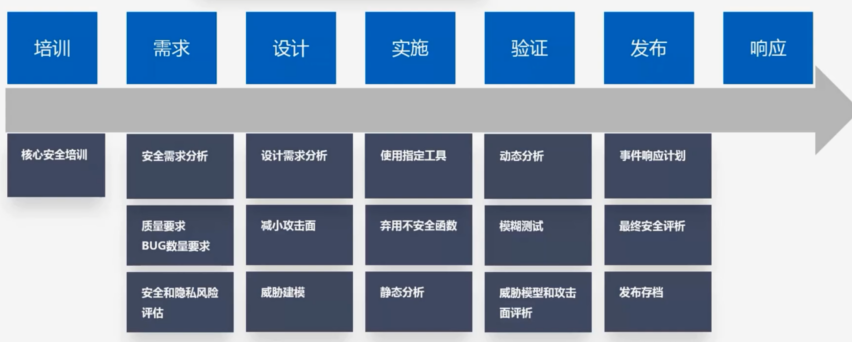 培训
需求
设计
实施
验证
发布
响应
核心安全培训
安全需求分析
设计需求分析
使用指定工具
动态分析
事件响应计划
质量要求
BUG数量要求
减小攻击面
弃用不安全函数
模糊测试
最终安全评析
安全和隐私风险
评估
威胁建模
静态分析
威胁模型和攻击
面评析
发布存档